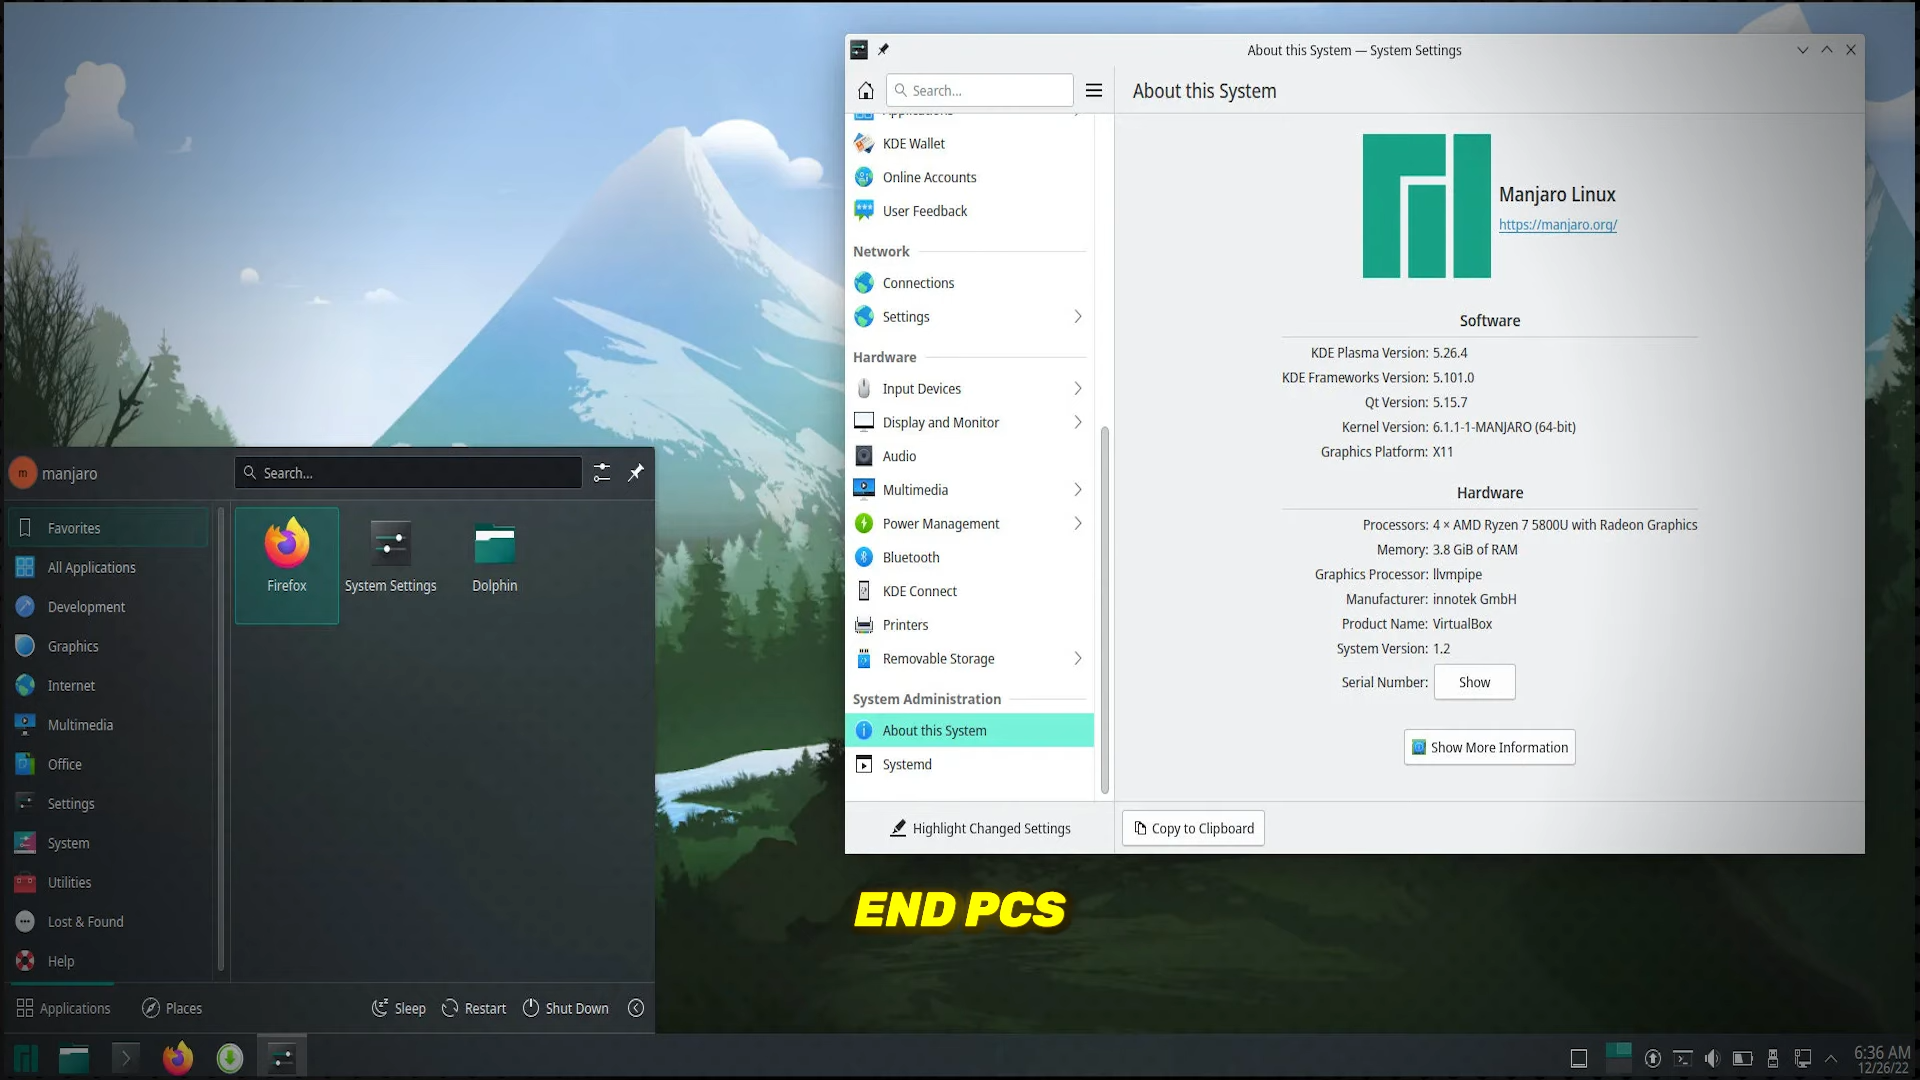 About this System — System Settings
Search...
About this System
Applications
KDE Wallet
Online Accounts
User Feedback
Network
Connections
Settings
Hardware
Input Devices
Display and Monitor
Audio
Multimedia
Power Management
Bluetooth
KDE Connect
Printers
Removable Storage
System Administration
About this System
Systemd
Highlight Changed Settings
Manjaro Linux
https://manjaro.org/
Software
KDE Plasma Version: 5.26.4
KDE Frameworks Version: 5.101.0
Qt Version: 5.15.7
Kernel Version: 6.1.1-1-MANJARO (64-bit)
Graphics Platform: X11
Hardware
Processors: 4 × AMD Ryzen 7 5800U with Radeon Graphics
Memory: 3.8 GiB of RAM
Graphics Processor: llvmpipe
Manufacturer: innotek GmbH
Product Name: VirtualBox
System Version: 1.2
Serial Number: Show
Show More Information
Copy to Clipboard
m manjaro
Search...
Favorites
All Applications
Development
Graphics
Internet
Multimedia
Office
Settings
System
Utilities
Lost & Found
Help
Firefox
System Settings
Dolphin
Applications
Places
Sleep
Restart
Shut Down
END PCS
6:36 AM
12/26/22